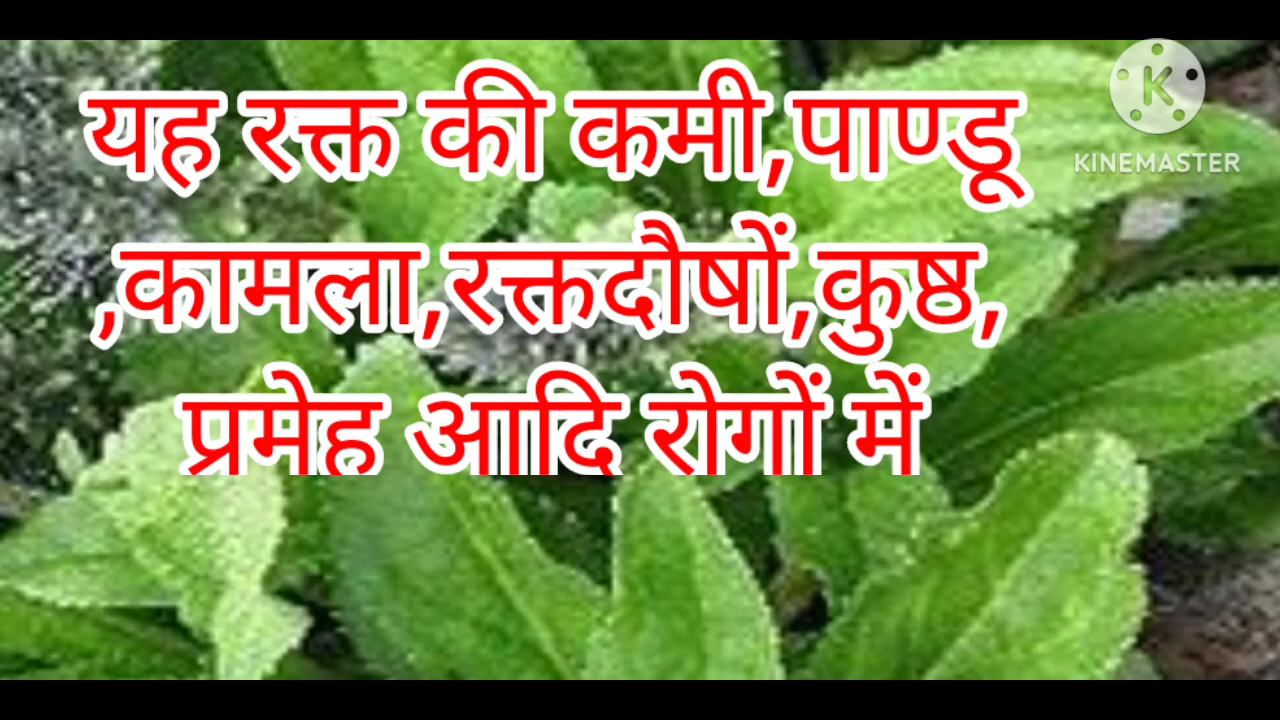 यह रक्त की कमी,पाण्डू
,कामला,रक्तदौषों,कुष्ठ,
प्रमेह आदि रोगों में
KINEMASTER